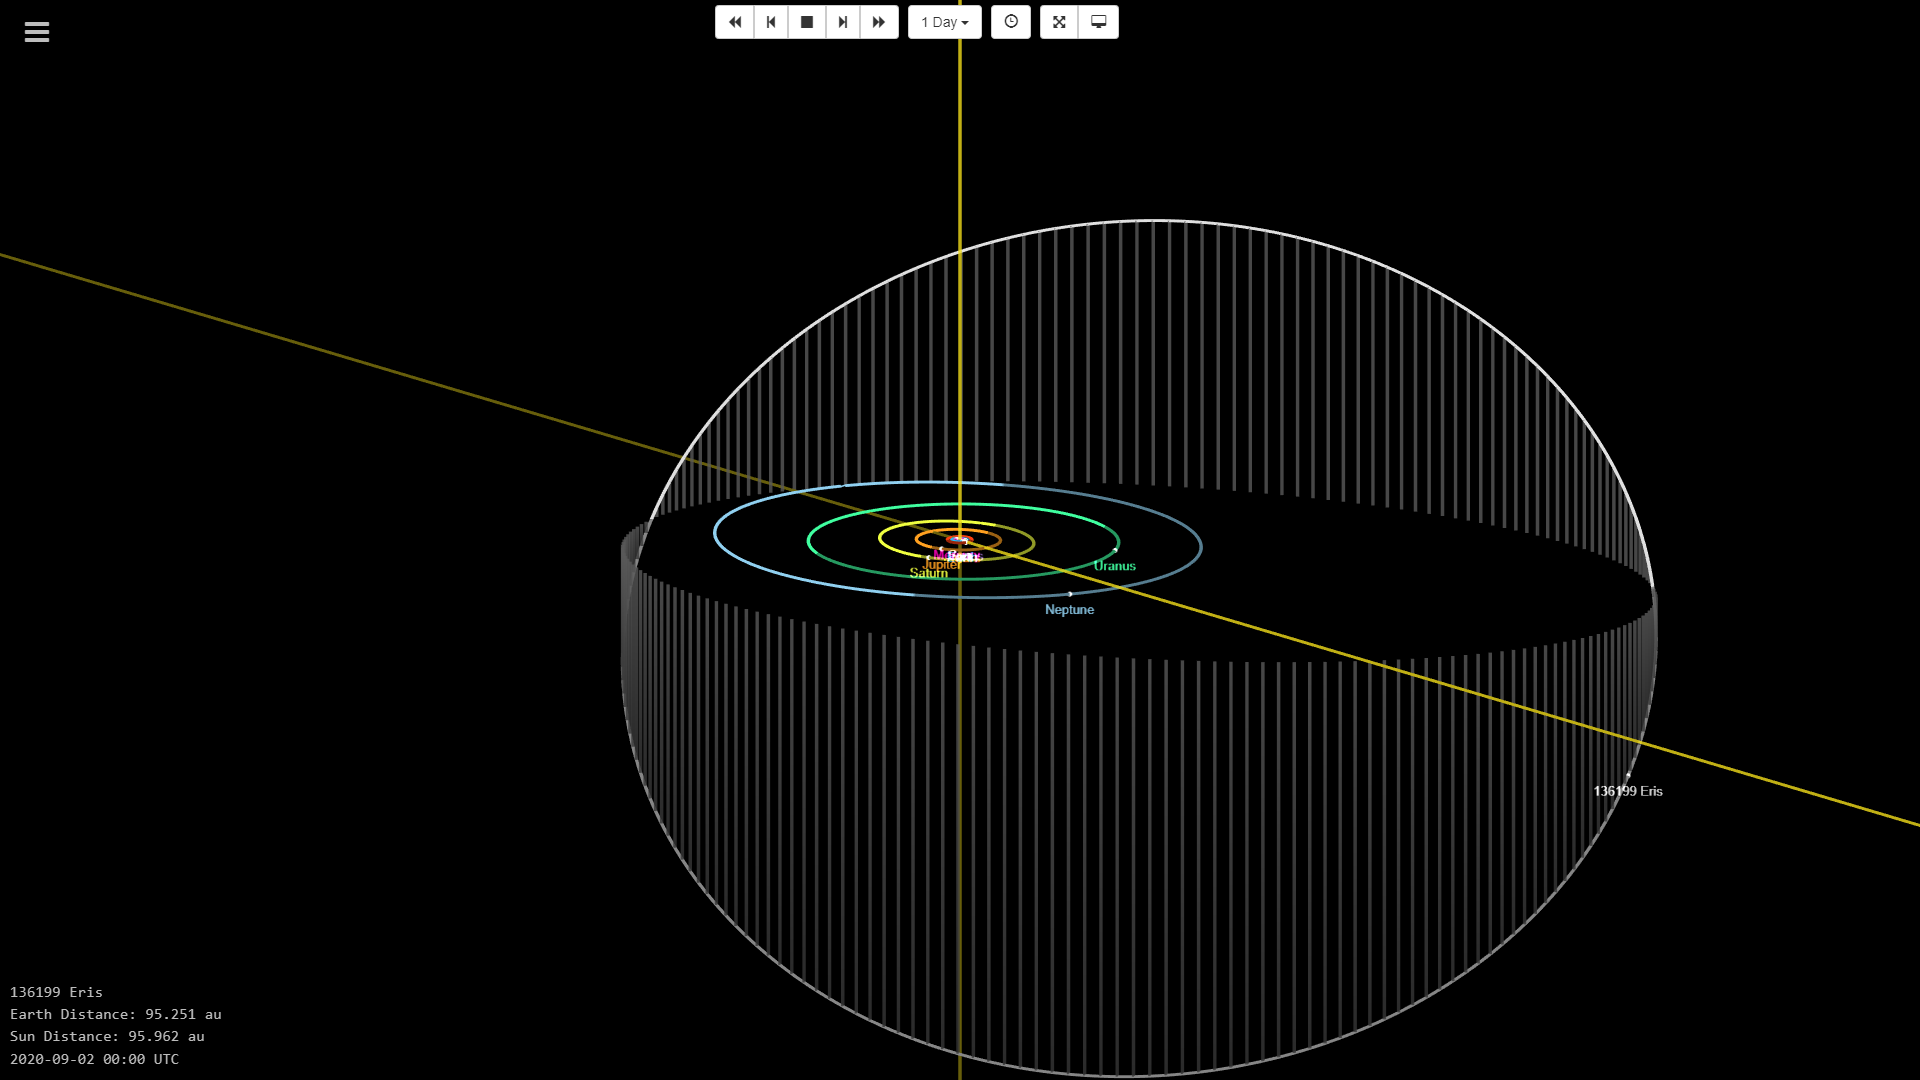 1 Day
Uranus
Jupiter
Saturn
Neptune
136199 Eris
136199 Eris
Earth Distance: 95.251 au
Sun Distance: 95.962 au
2020-09-02 00:00 UTC